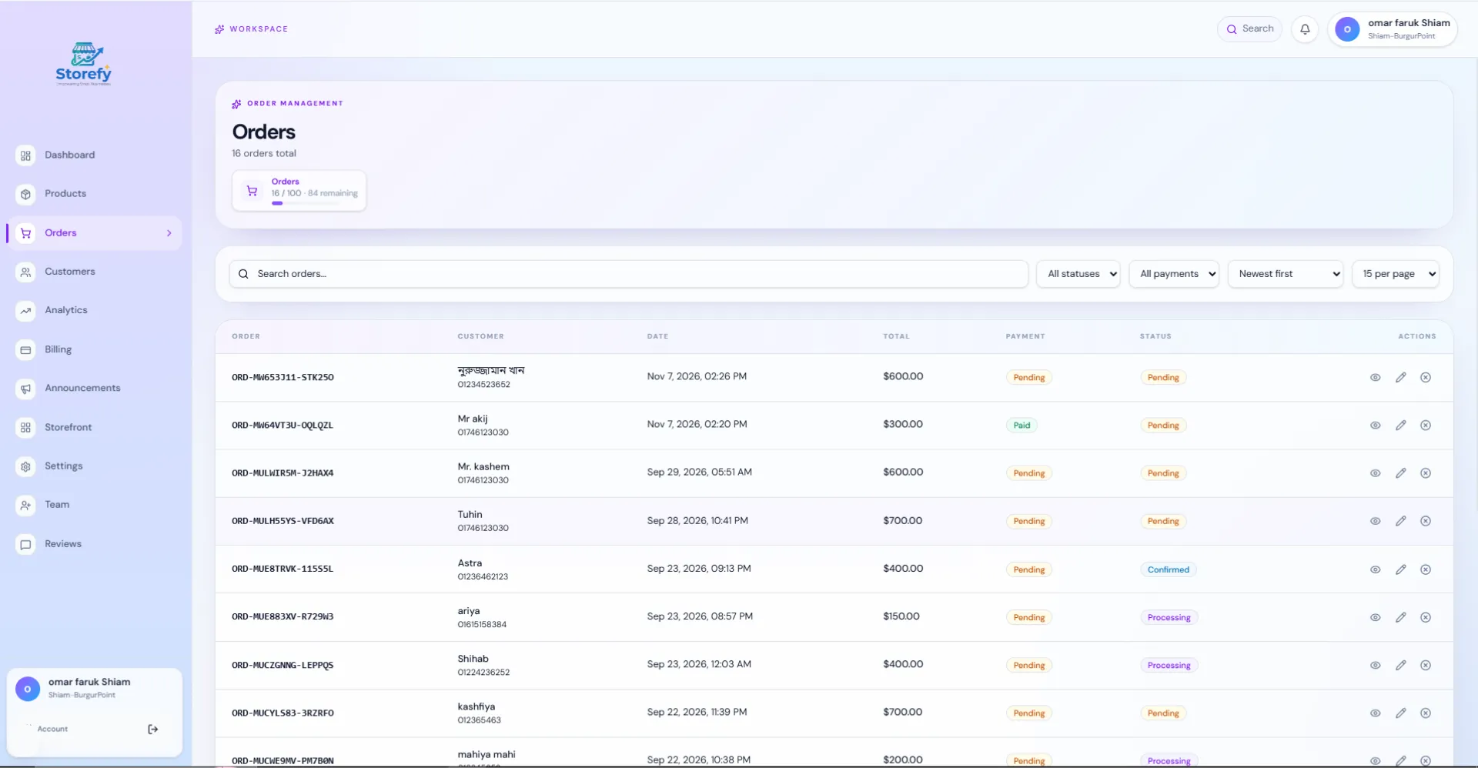 Storefy
Dashboard
Products
Orders
Customers
Analytics
Billing
Announcements
Storefront
Settings
Team
Reviews
O
omar faruk Shiam
Shiam-BurgurPoint
Account
WORKSPACE
Search
O
omar faruk Shiam
Shiam-BurgurPoint
ORDER MANAGEMENT
Orders
16 orders total
Orders
16 / 100 · 84 remaining
Search orders...
All statuses
All payments
Newest first
15 per page
ORDER CUSTOMER DATE TOTAL PAYMENT STATUS ACTIONS
ORD-MW653J11-STK25O নুরুজ্জামান খান Nov 7, 2026, 02:26 PM $600.00 Pending Pending
01234523652
ORD-MW64VT3U-OQLQZL Mr akij Nov 7, 2026, 02:20 PM $300.00 Paid Pending
01746123030
ORD-MULWIR5M-J2HAX4 Mr. kashem Sep 29, 2026, 05:51 AM $600.00 Pending Pending
01746123030
ORD-MULH55YS-VFD6AX Tuhin Sep 28, 2026, 10:41 PM $700.00 Pending Pending
01746123030
ORD-MUE8TRVK-11S55L Astra Sep 23, 2026, 09:13 PM $400.00 Pending Confirmed
01236462123
ORD-MUE883XV-R729W3 ariya Sep 23, 2026, 08:57 PM $150.00 Pending Processing
01615158384
ORD-MUCZGNNG-LEPPQS Shihab Sep 23, 2026, 12:03 AM $400.00 Pending Processing
01224236252
ORD-MUCYLS83-3RZRFO kashfiya Sep 22, 2026, 11:39 PM $700.00 Pending Pending
012365463
ORD-MUCWE9MV-PM7B0N mahiya mahi Sep 22, 2026, 10:38 PM $200.00 Pending Processing